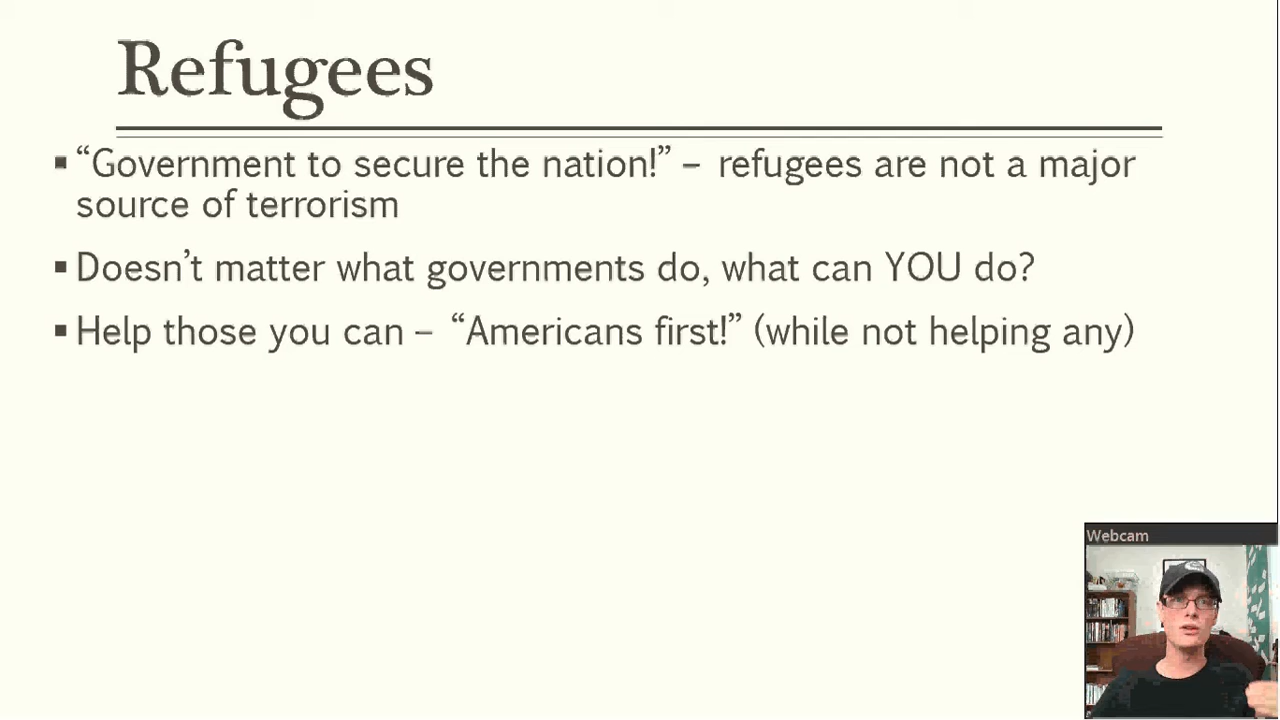 Refugees
▪ “Government to secure the nation!” – refugees are not a major
source of terrorism
▪ Doesn’t matter what governments do, what can YOU do?
▪ Help those you can – “Americans first!” (while not helping any)
Webcam